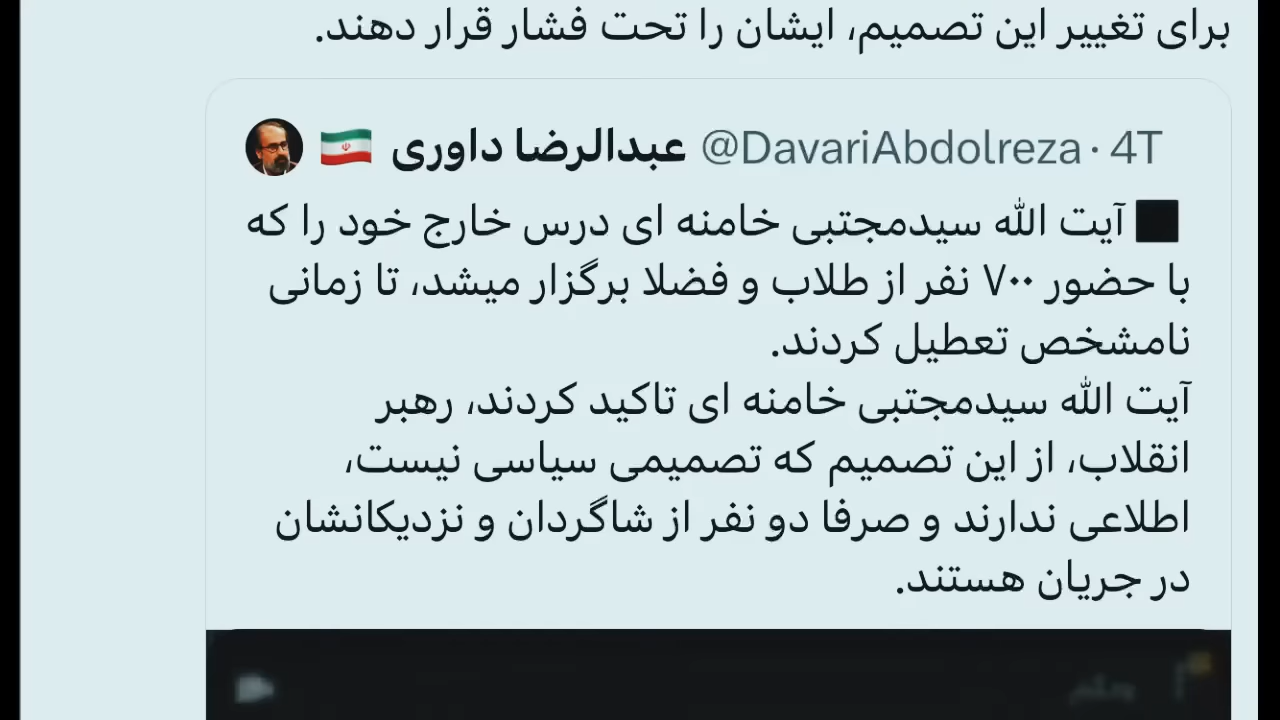 برای تغییر این تصمیم، ایشان را تحت فشار قرار دهند.
عبدالرضا داوری @DavariAbdolreza · 4T
آیت الله سیدمجتبی خامنه ای درس خارج خود را که
با حضور ۷۰۰ نفر از طلاب و فضلا برگزار میشد، تا زمانی
نامشخص تعطیل کردند.
آیت الله سیدمجتبی خامنه ای تاکید کردند، رهبر
انقلاب، از این تصمیم که تصمیمی سیاسی نیست،
اطلاعی ندارند و صرفا دو نفر از شاگردان و نزدیکانشان
در جریان هستند.